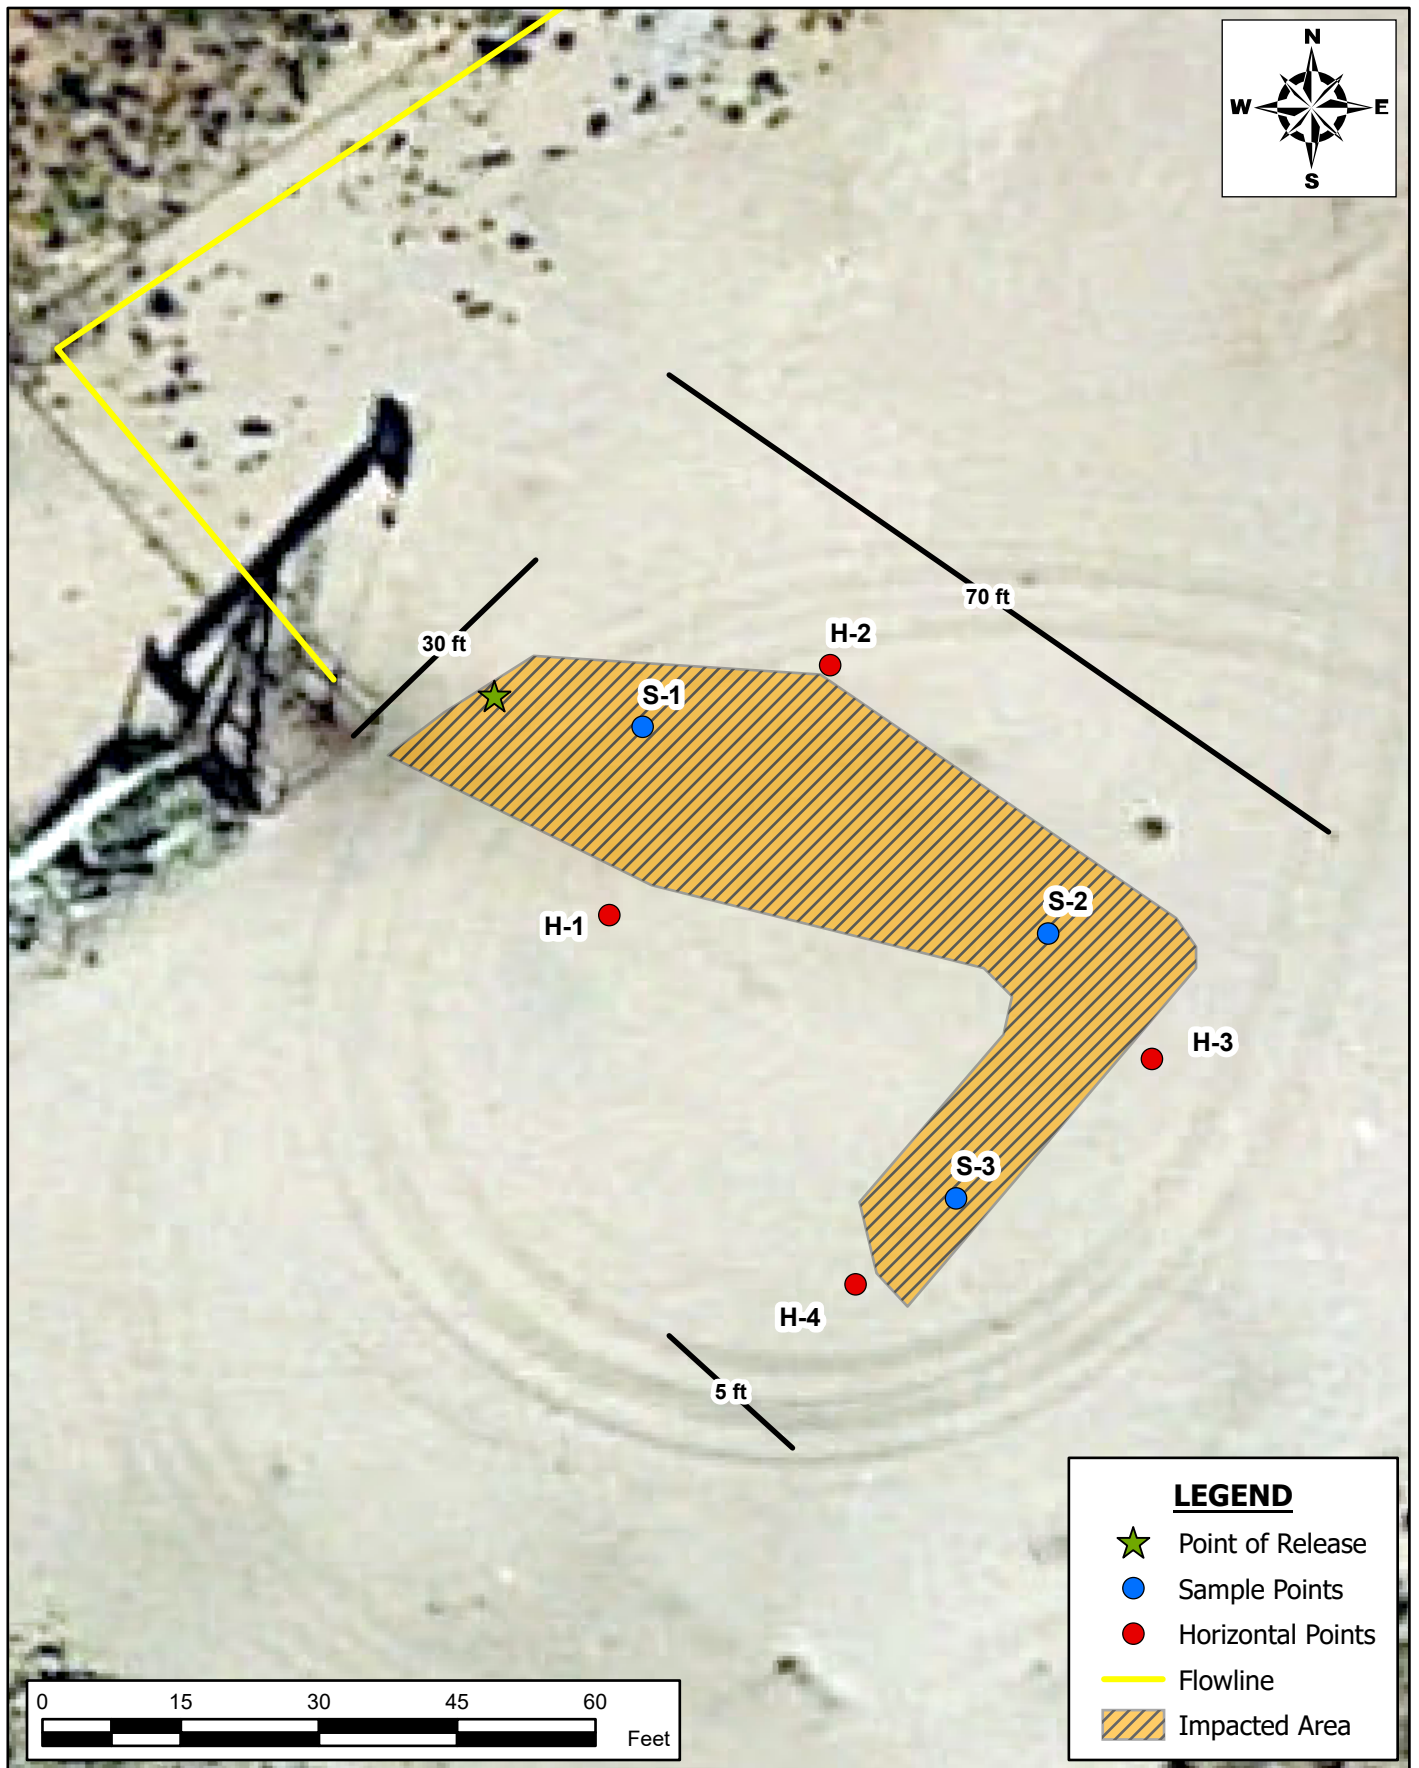 N
W E
S
70 ft
H-2
30 ft
S-1
S-2
H-1
H-3
S-3
H-4
5 ft
LEGEND
Point of Release
Sample Points
Horizontal Points
Flowline
Impacted Area
0 15 30 45 60
Feet